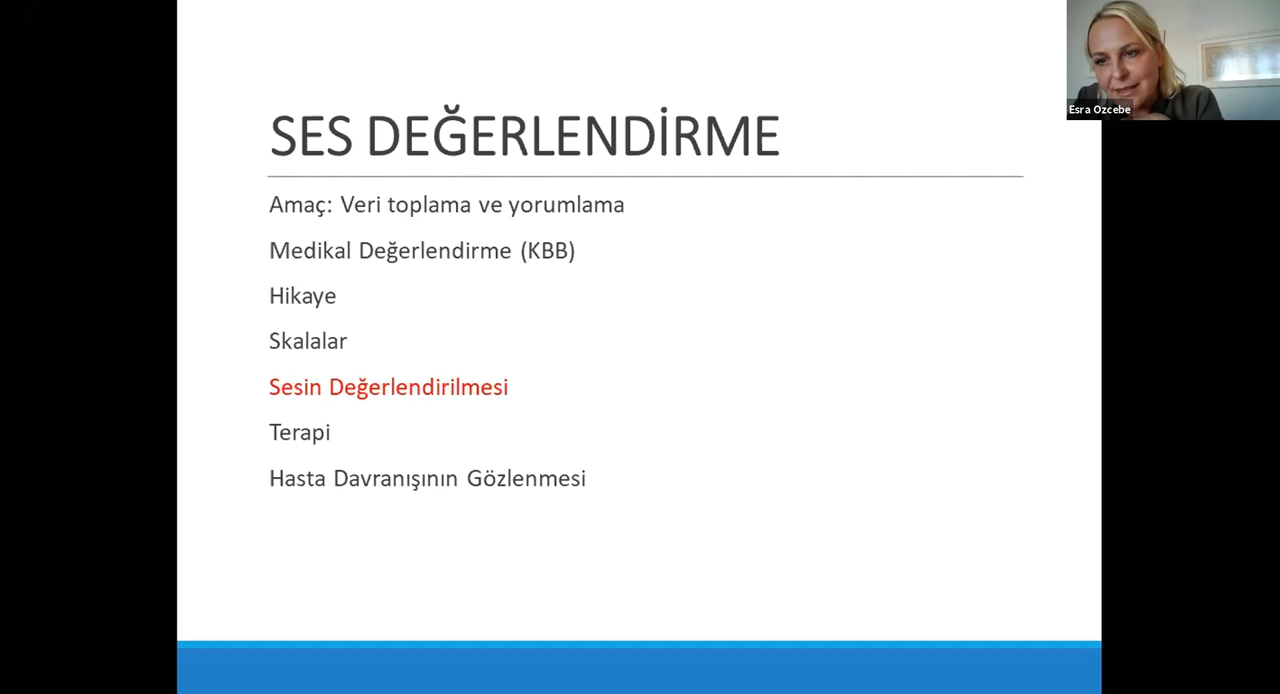 SES DEĞERLENDİRME
Amaç: Veri toplama ve yorumlama
Medikal Değerlendirme (KBB)
Hikaye
Skalalar
Sesin Değerlendirilmesi
Terapi
Hasta Davranışının Gözlenmesi
Esra Ozcebe